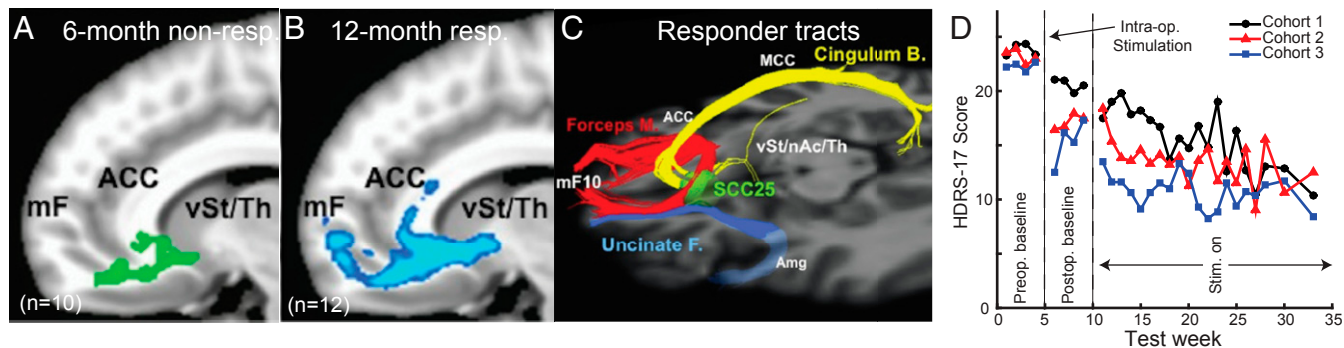 A
6-month non-resp.
ACC
mF
vSt/Th
(n=10)
B
12-month resp.
ACC
mF
vSt/Th
(n=12)
C
Responder tracts
Cingulum B.
MCC
ACC
Forceps M.
vSt/nAc/Th
mF10
SCC25
Uncinate F.
Amg
D
Cohort 1
Cohort 2
Cohort 3
Intra-op.
Stimulation
HDRS-17 Score
20
10
0
Preop. baseline
Postop. baseline
Stim. on
0 5 10 15 20 25 30 35
Test week